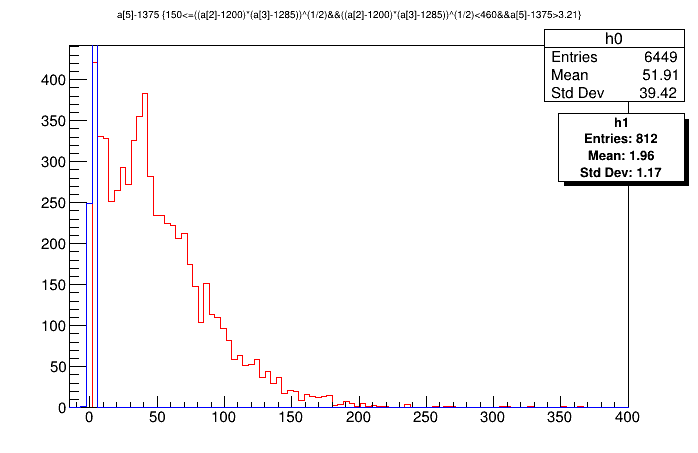 a[5]-1375 {150<=((a[2]-1200)*(a[3]-1285))^(1/2)&&((a[2]-1200)*(a[3]-1285))^(1/2)<460&&a[5]-1375>3.21}
h0
Entries 6449
Mean 51.91
Std Dev 39.42
h1
Entries: 812
Mean: 1.96
Std Dev: 1.17
400
350
300
250
200
150
100
50
0
0 50 100 150 200 250 300 350 400